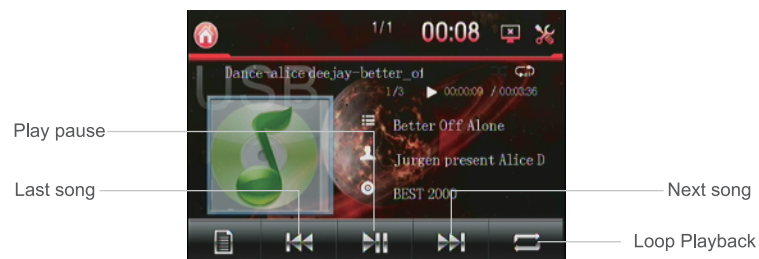 1/1 00:08
USB
Dance-alice deejay-better_of
1/3 00:00:09 / 00:03:36
Better Off Alone
Jurgen present Alice D
BEST 2000
Play pause
Last song
Next song
Loop Playback